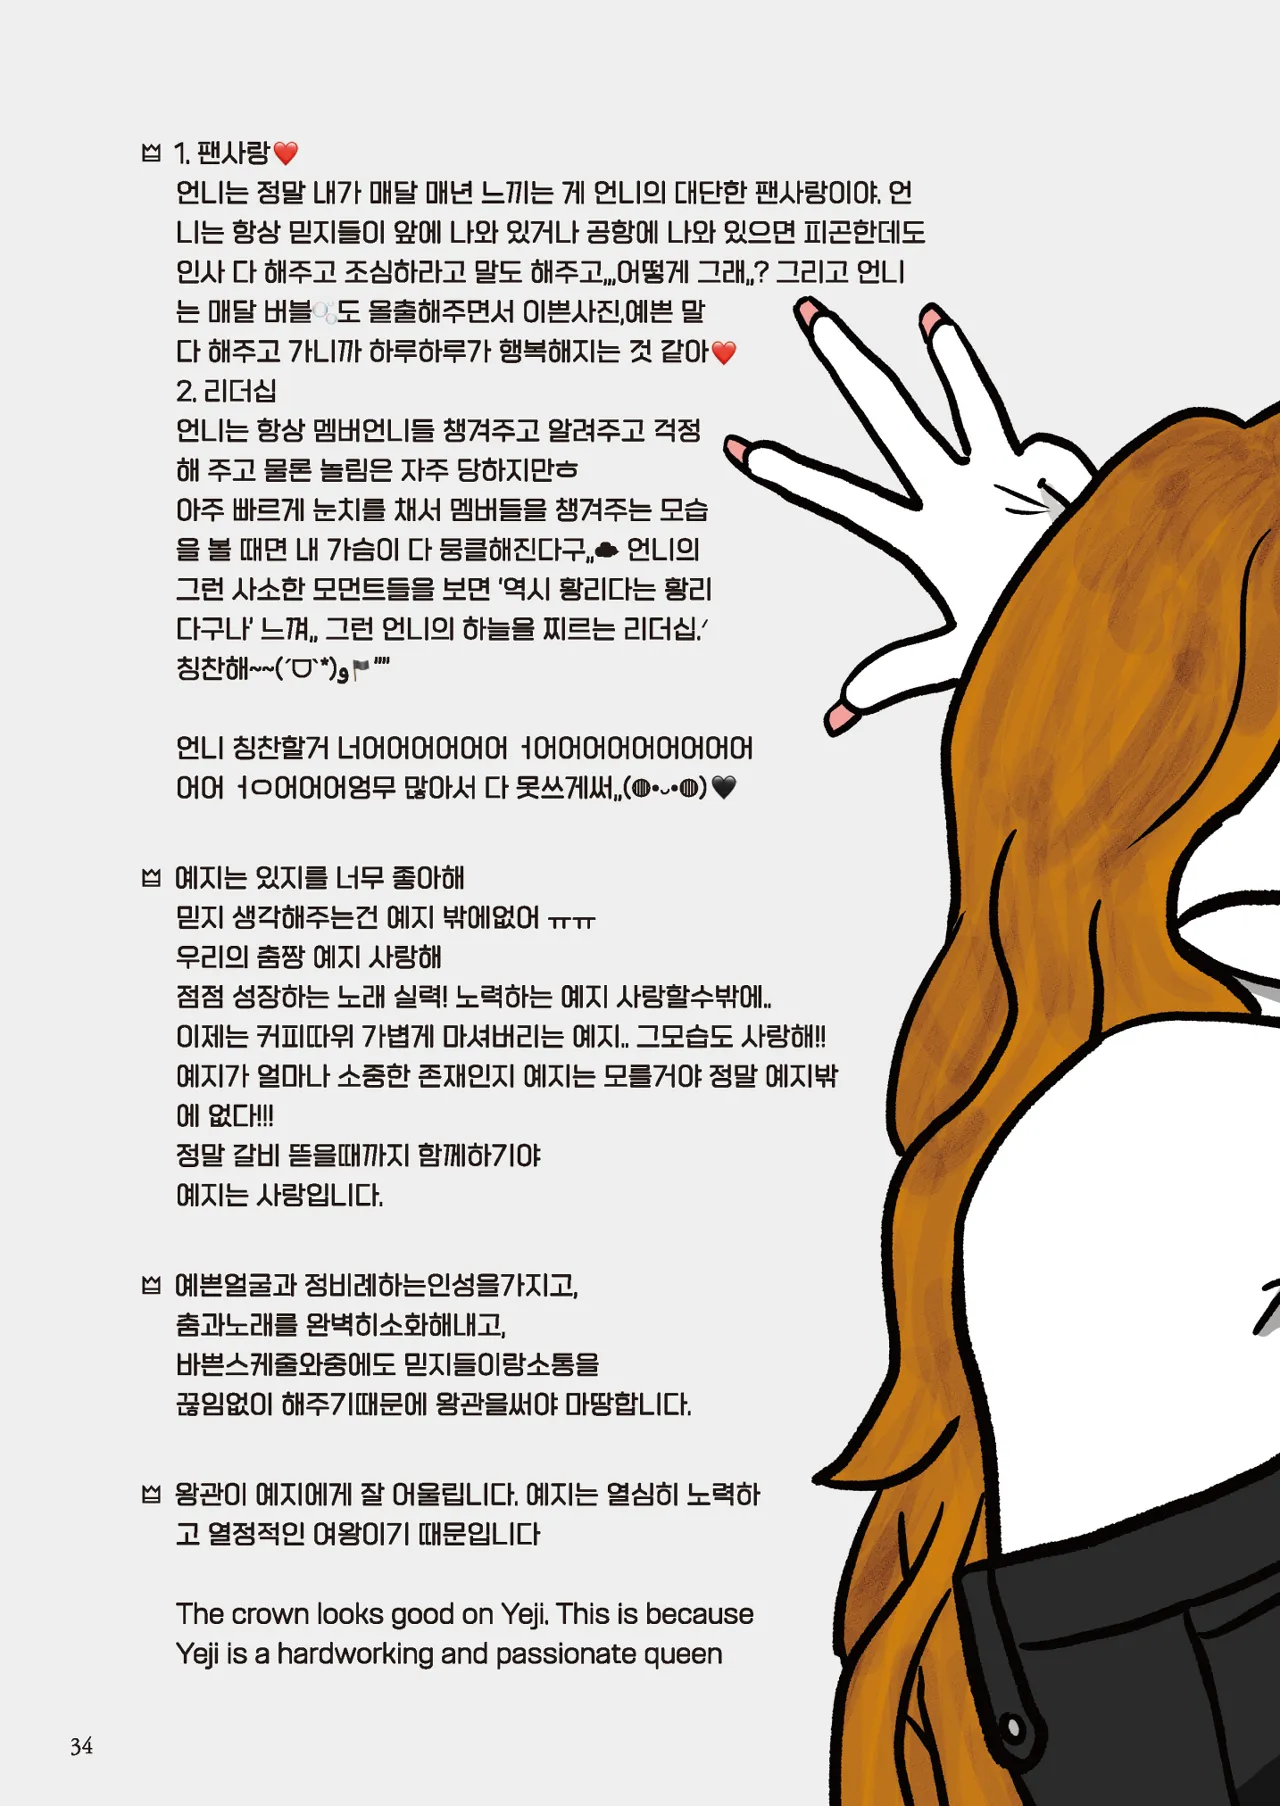 1. 팬사랑❤️
언니는 정말 내가 매달 매년 느끼는 게 언니의 대단한 팬사랑이야. 언
니는 항상 믿지들이 앞에 나와 있거나 공항에 나와 있으면 피곤한데도
인사 다 해주고 조심하라고 말도 해주고,,,어떻게 그래,,? 그리고 언니
는 매달 버블🫧도 올출해주면서 이쁜사진,예쁜 말
다 해주고 가니까 하루하루가 행복해지는 것 같아❤️
2. 리더십
언니는 항상 멤버언니들 챙겨주고 알려주고 걱정
해 주고 물론 놀림은 자주 당하지만ㅎ
아주 빠르게 눈치를 채서 멤버들을 챙겨주는 모습
을 볼 때면 내 가슴이 다 뭉클해진다구,,☁ 언니의
그런 사소한 모먼트들을 보면 ‘역시 황리다는 황리
다구나’ 느껴,, 그런 언니의 하늘을 찌르는 리더십.ᐟ
칭찬해~~(ˊᗜˋ*)و🏴""
언니 칭찬할거 너어어어어어어 ㅓ어어어어어어어어어
어어 ㅓㅇ어어어엉무 많아서 다 못쓰게써,,(◍•ᴗ•◍)🖤
예지는 있지를 너무 좋아해
믿지 생각해주는건 예지 밖에없어 ㅠㅠ
우리의 춤짱 예지 사랑해
점점 성장하는 노래 실력! 노력하는 예지 사랑할수밖에..
이제는 커피따위 가볍게 마셔버리는 예지.. 그모습도 사랑해!!
예지가 얼마나 소중한 존재인지 예지는 모를거야 정말 예지밖
에 없다!!!
정말 갈비 뜯을때까지 함께하기야
예지는 사랑입니다.
예쁜얼굴과 정비례하는인성을가지고,
춤과노래를 완벽히소화해내고,
바쁜스케줄와중에도 믿지들이랑소통을
끊임없이 해주기때문에 왕관을써야 마땅합니다.
왕관이 예지에게 잘 어울립니다. 예지는 열심히 노력하
고 열정적인 여왕이기 때문입니다
The crown looks good on Yeji. This is because
Yeji is a hardworking and passionate queen
34